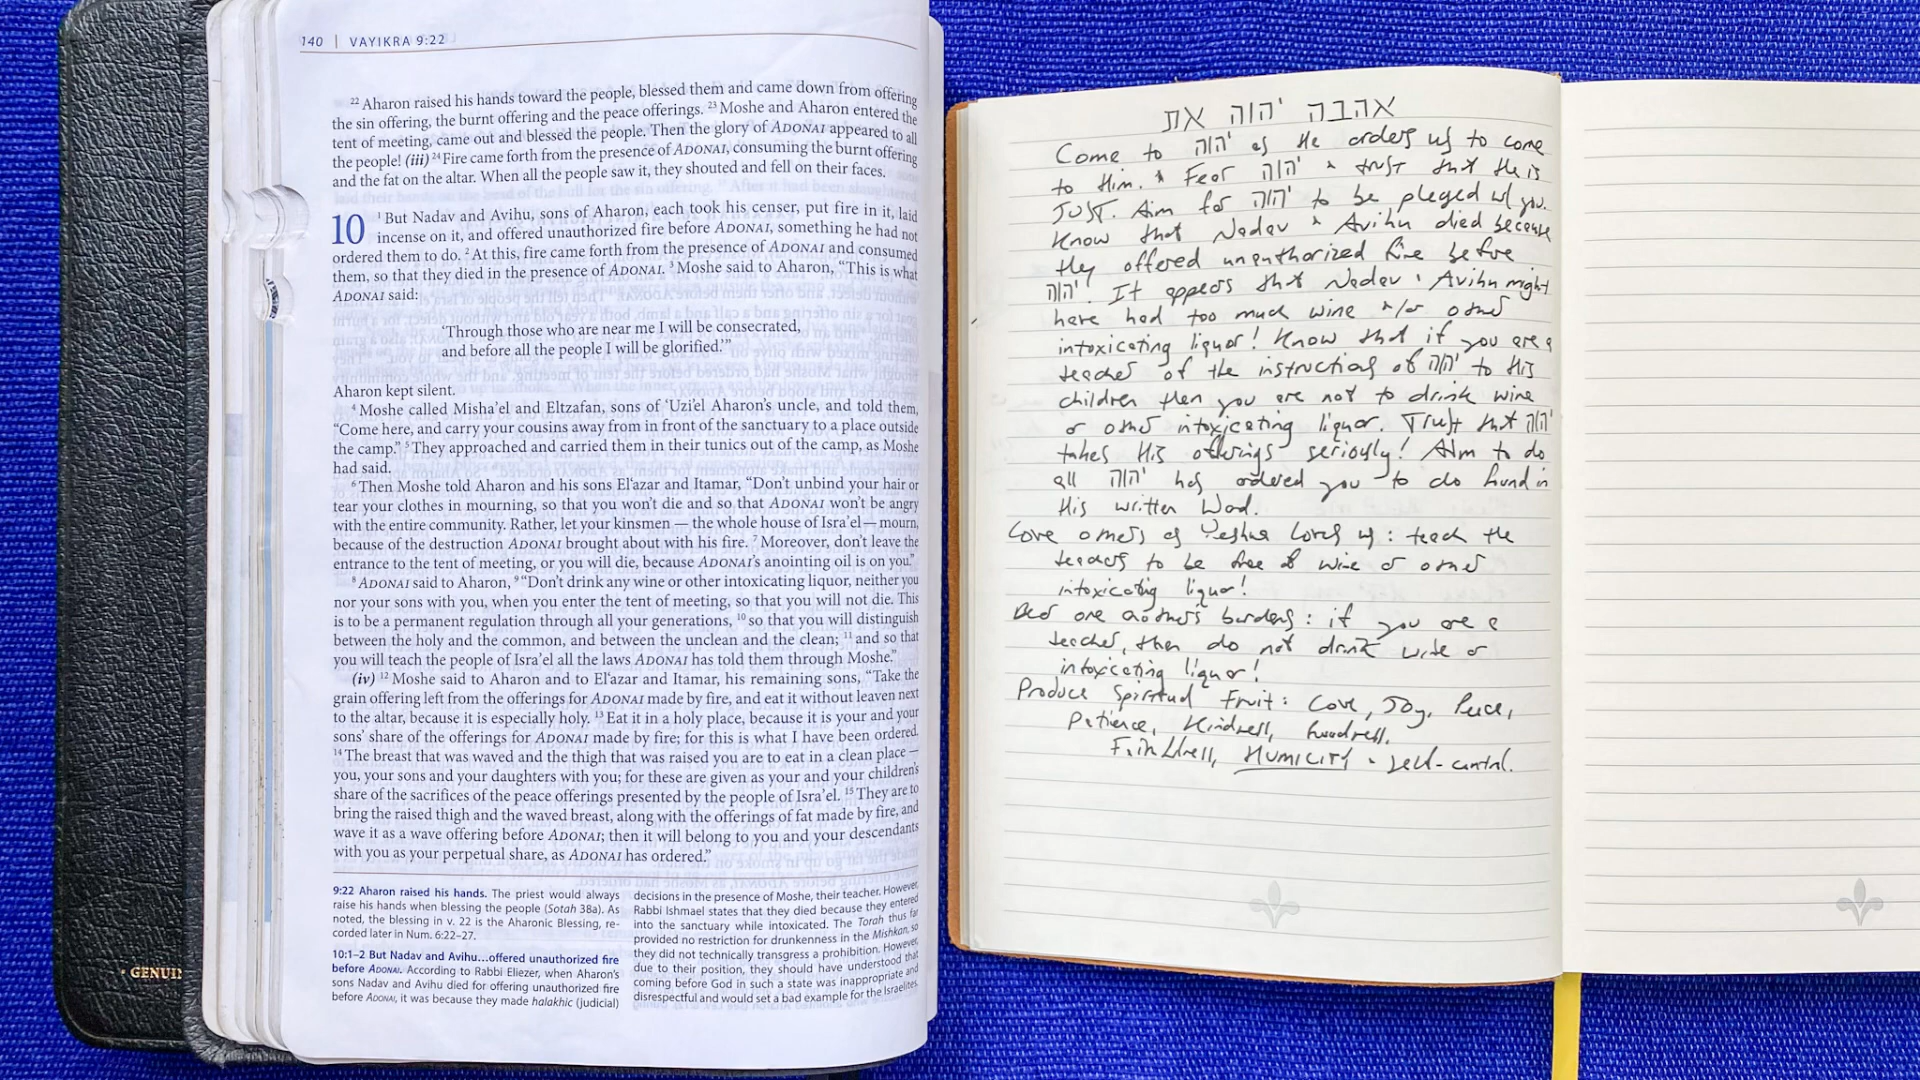 140 | VAYIKRA 9:22
22 Aharon raised his hands toward the people, blessed them and came down from offering
the sin offering, the burnt offering and the peace offerings. 23 Moshe and Aharon entered the
tent of meeting, came out and blessed the people. Then the glory of ADONAI appeared to all
the people! (iii) 24 Fire came forth from the presence of ADONAI, consuming the burnt offering
and the fat on the altar. When all the people saw it, they shouted and fell on their faces.
10 1 But Nadav and Avihu, sons of Aharon, each took his censer, put fire in it, laid
incense on it, and offered unauthorized fire before ADONAI, something he had not
ordered them to do. 2 At this, fire came forth from the presence of ADONAI and consumed
them, so that they died in the presence of ADONAI. 3 Moshe said to Aharon, “This is what
ADONAI said:
‘Through those who are near me I will be consecrated,
and before all the people I will be glorified.’”
Aharon kept silent.
4 Moshe called Misha’el and Eltzafan, sons of ‘Uzi’el Aharon’s uncle, and told them,
“Come here, and carry your cousins away from in front of the sanctuary to a place outside
the camp.” 5 They approached and carried them in their tunics out of the camp, as Moshe
had said.
6 Then Moshe told Aharon and his sons El‘azar and Itamar, “Don’t unbind your hair or
tear your clothes in mourning, so that you won’t die and so that ADONAI won’t be angry
with the entire community. Rather, let your kinsmen — the whole house of Isra’el — mourn,
because of the destruction ADONAI brought about with his fire. 7 Moreover, don’t leave the
entrance to the tent of meeting, or you will die, because ADONAI’s anointing oil is on you.”
8 ADONAI said to Aharon, 9 “Don’t drink any wine or other intoxicating liquor, neither you
nor your sons with you, when you enter the tent of meeting, so that you will not die. This
is to be a permanent regulation through all your generations, 10 so that you will distinguish
between the holy and the common, and between the unclean and the clean; 11 and so that
you will teach the people of Isra’el all the laws ADONAI has told them through Moshe.”
(iv) 12 Moshe said to Aharon and to El‘azar and Itamar, his remaining sons, “Take the
grain offering left from the offerings for ADONAI made by fire, and eat it without leaven next
to the altar, because it is especially holy. 13 Eat it in a holy place, because it is your and your
sons’ share of the offerings for ADONAI made by fire; for this is what I have been ordered.
14 The breast that was waved and the thigh that was raised you are to eat in a clean place —
you, your sons and your daughters with you; for these are given as your and your children’s
share of the sacrifices of the peace offerings presented by the people of Isra’el. 15 They are to
bring the raised thigh and the waved breast, along with the offerings of fat made by fire, and
wave it as a wave offering before ADONAI; then it will belong to you and your descendants
with you as your perpetual share, as ADONAI has ordered.”
9:22 Aharon raised his hands. The priest would always
raise his hands when blessing the people (Sotah 38a). As
noted, the blessing in v. 22 is the Aharonic Blessing, re-
corded later in Num. 6:22–27.
10:1–2 But Nadav and Avihu...offered unauthorized fire
before ADONAI. According to Rabbi Eliezer, when Aharon’s
sons Nadav and Avihu died for offering unauthorized fire
before ADONAI, it was because they made halakhic (judicial)
decisions in the presence of Moshe, their teacher. However,
Rabbi Ishmael states that they died because they entered
into the sanctuary while intoxicated. The Torah thus far
provided no restriction for drunkenness in the Mishkan, so
they did not technically transgress a prohibition. However,
due to their position, they should have understood that
coming before God in such a state was inappropriate and
disrespectful and would set a bad example for the Israelites.
· GENUI
אהבה יהוה את
Come to יהוה as He orders us to come
to Him. & Fear יהוה & trust that He is
JUST. Aim for יהוה to be pleged w/ you.
Know that Nadav & Avihu died because
they offered unauthorized fire before
יהוה! It appears that Nadav & Avihu might
have had too much wine &/or other
intoxicating liquor! Know that if you are a
teacher of the instructions of יהוה to His
children then you are not to drink wine
or other intoxicating liquor. Trust that יהוה
takes His offerings seriously! Aim to do
all יהוה has ordered you to do found in
His written Word.
Love others as Yeshua loves us: teach the
teachers to be free of wine or other
intoxicating liquor!
Bear one another's burdens: if you are a
teacher, then do not drink wine or
intoxicating liquor!
Produce Spiritual Fruit: Love, Joy, Peace,
Patience, Kindness, Goodness,
Faithfulness, HUMILITY & self-control.